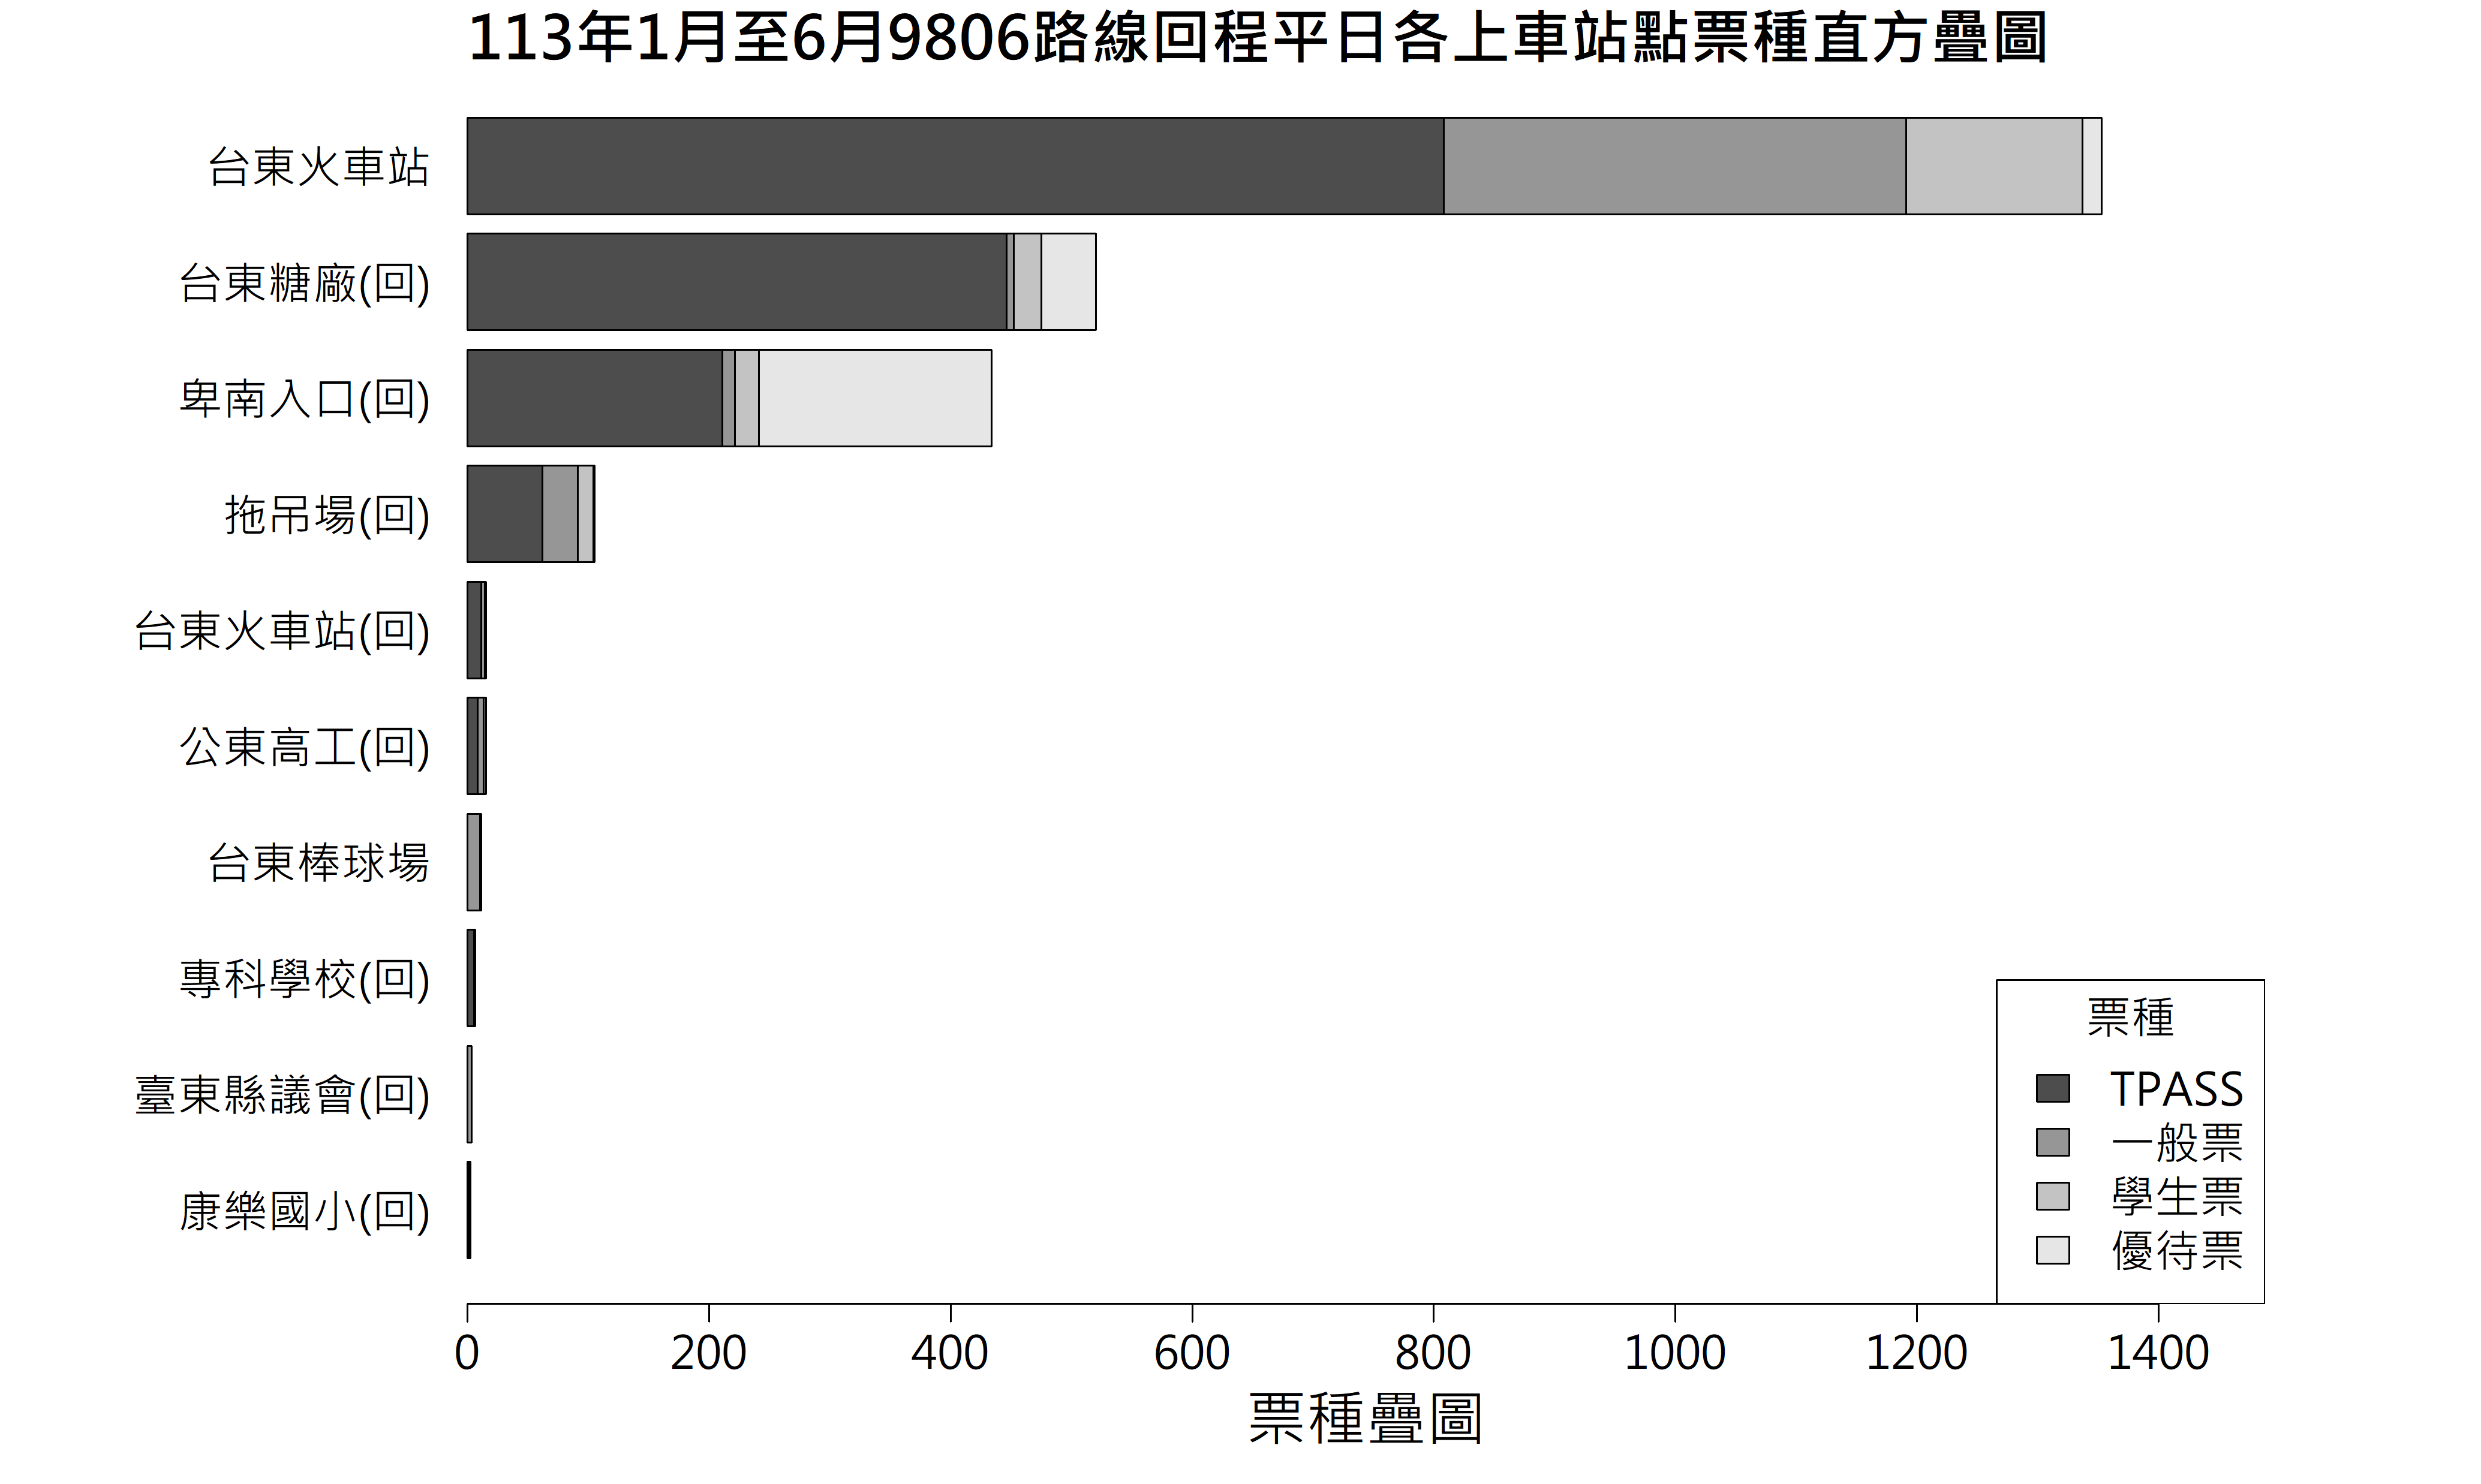 113年1月至6月9806路線回程平日各上車站點票種直方疊圖
台東火車站
台東糖廠(回)
卑南入口(回)
拖吊場(回)
台東火車站(回)
公東高工(回)
台東棒球場
專科學校(回)
臺東縣議會(回)
康樂國小(回)
票種
TPASS
一般票
學生票
優待票
0 200 400 600 800 1000 1200 1400
票種疊圖